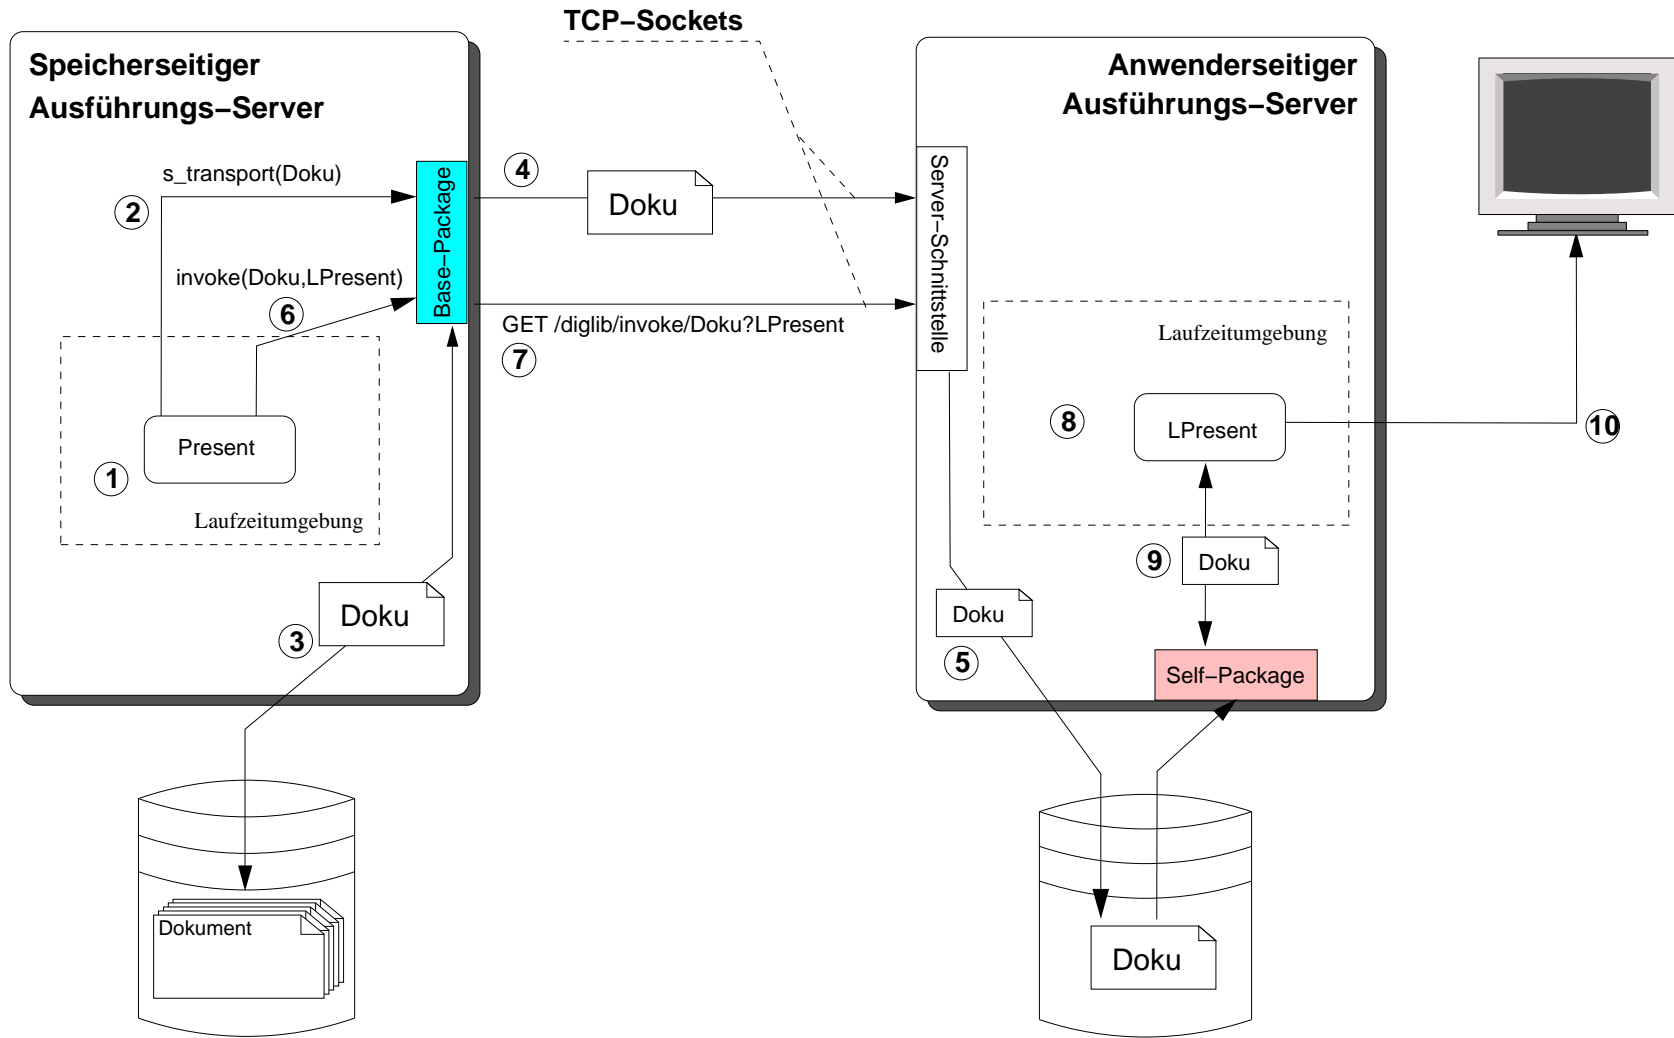 TCP–Sockets
Speicherseitiger
Ausführungs–Server
Anwenderseitiger
Ausführungs–Server
s_transport(Doku)
2
Base–Package
4
Doku
Server–Schnittstelle
invoke(Doku,LPresent)
6
GET /diglib/invoke/Doku?LPresent
7
Laufzeitumgebung
Present
1
Laufzeitumgebung
8
LPresent
10
9
Doku
3
Doku
Doku
5
Self–Package
Dokument
Doku